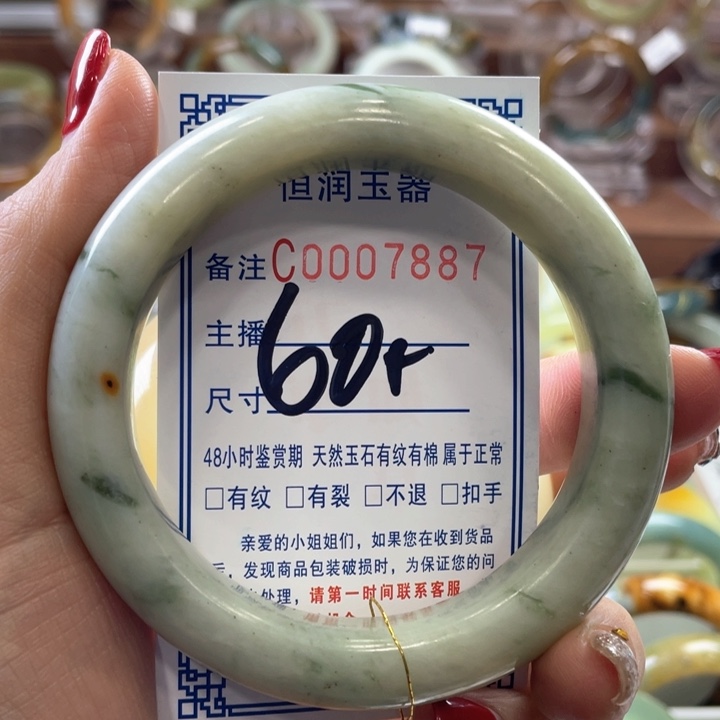 恒润玉器
备注C0007887
主播
尺寸60+
48小时鉴赏期 天然玉石有纹有棉 属于正常
□有纹 □有裂 □不退 □扣手
亲爱的小姐姐们，如果您在收到货品
后，发现商品包装破损时，为保证您的问
处理，请第一时间联系客服